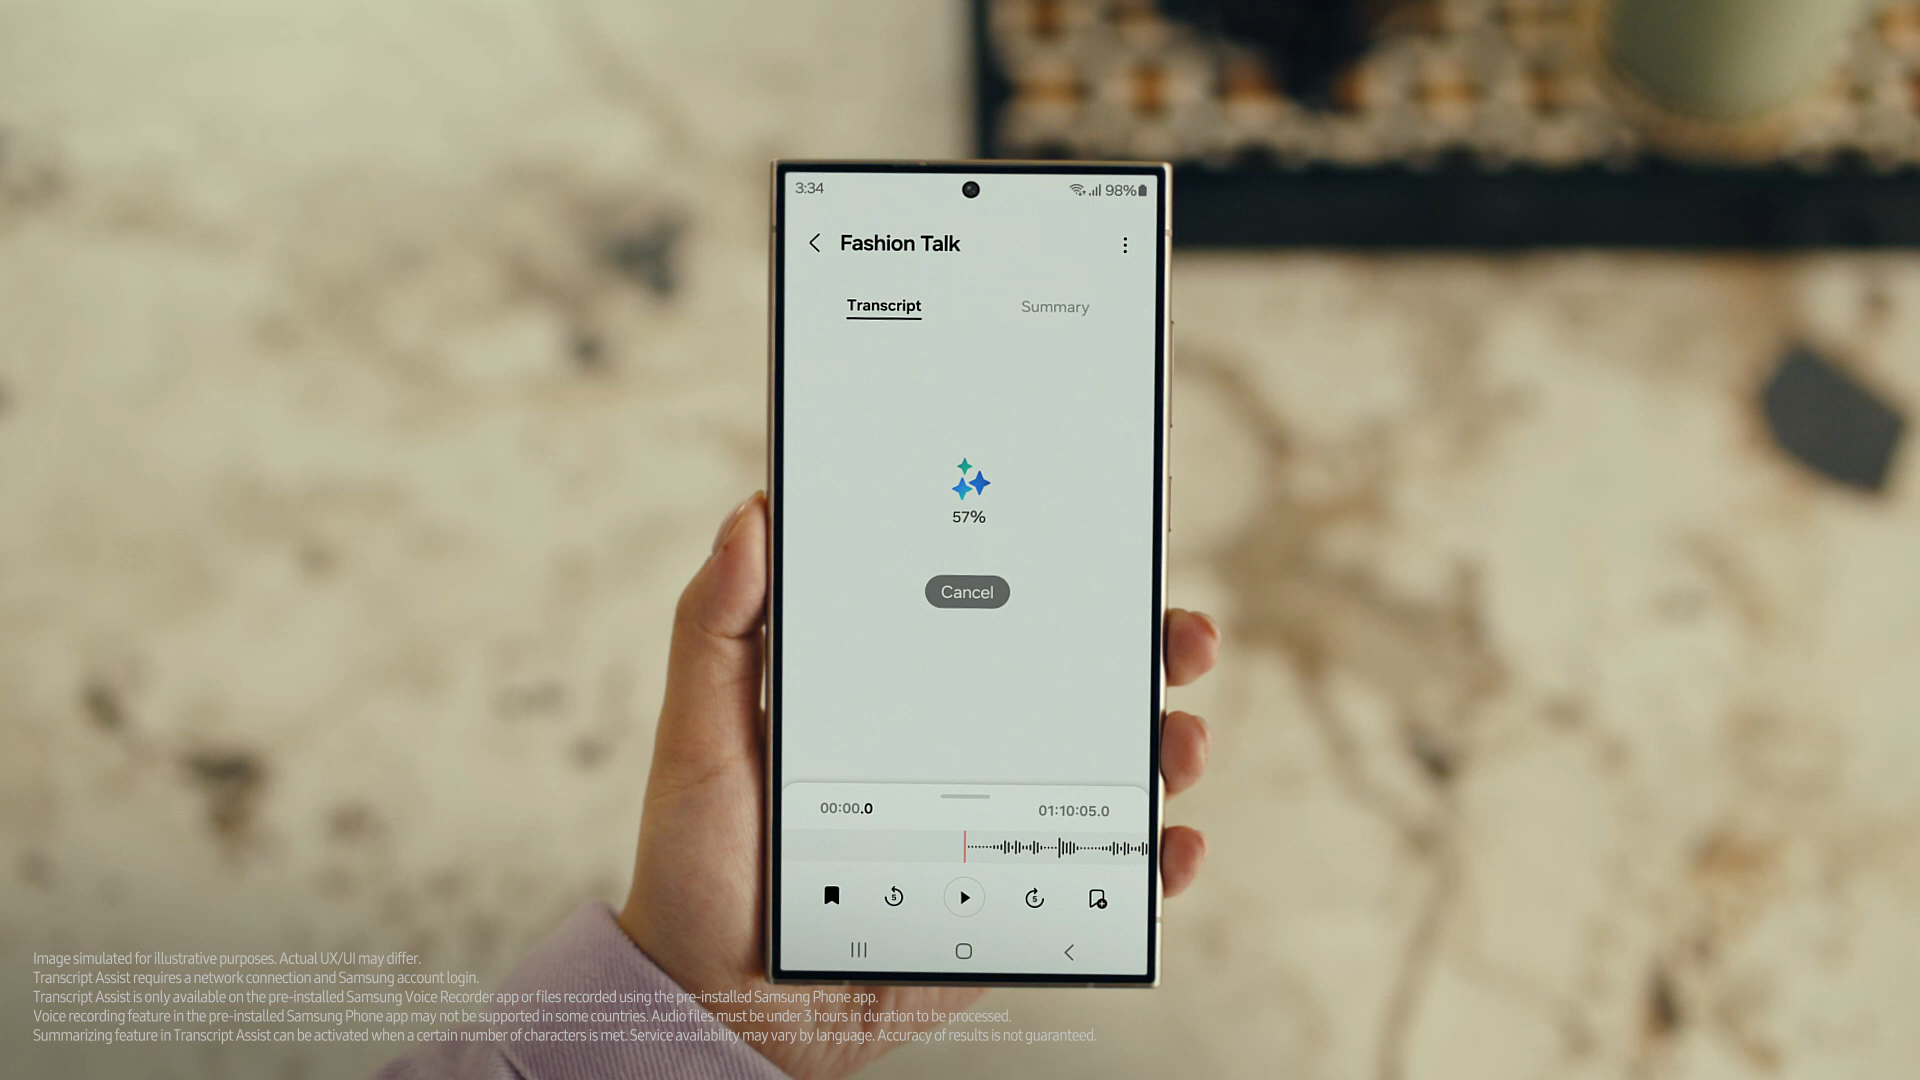 3:34
98%
Fashion Talk
Transcript
Summary
57%
Cancel
00:00.0
01:10:05.0
5
5
Image simulated for illustrative purposes. Actual UX/UI may differ.
Transcript Assist requires a network connection and Samsung account login.
Transcript Assist is only available on the pre-installed Samsung Voice Recorder app or files recorded using the pre-installed Samsung Phone app.
Voice recording feature in the pre-installed Samsung Phone app may not be supported in some countries. Audio files must be under 3 hours in duration to be processed.
Summarizing feature in Transcript Assist can be activated when a certain number of characters is met. Service availability may vary by language. Accuracy of results is not guaranteed.